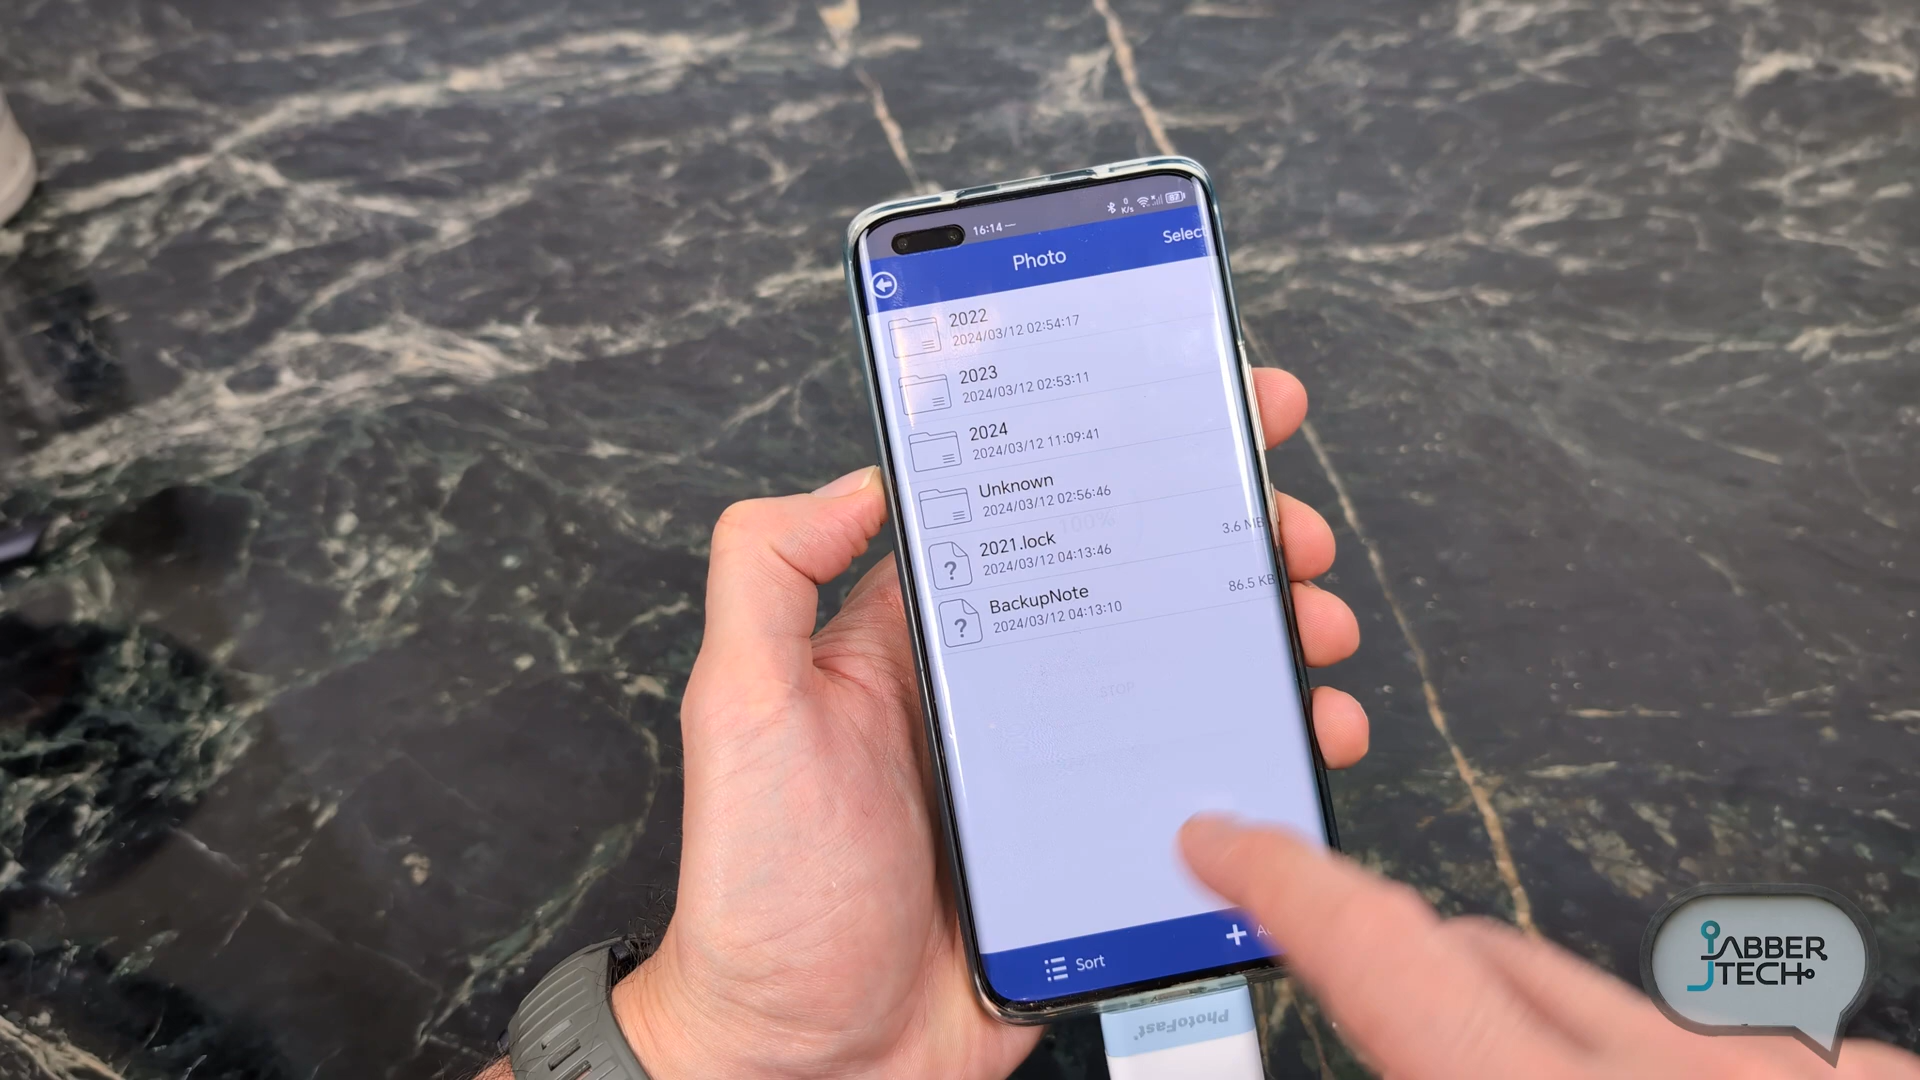 16:14
0
K/s
Photo
Select
2022
2024/03/12 02:54:17
2023
2024/03/12 02:53:11
2024
2024/03/12 11:09:41
Unknown
2024/03/12 02:56:46
100%
2021.lock
2024/03/12 04:13:46
3.6 MB
BackupNote
2024/03/12 04:13:10
86.5 KB
STOP
Sort
PhotoFast
JABBER
TECH